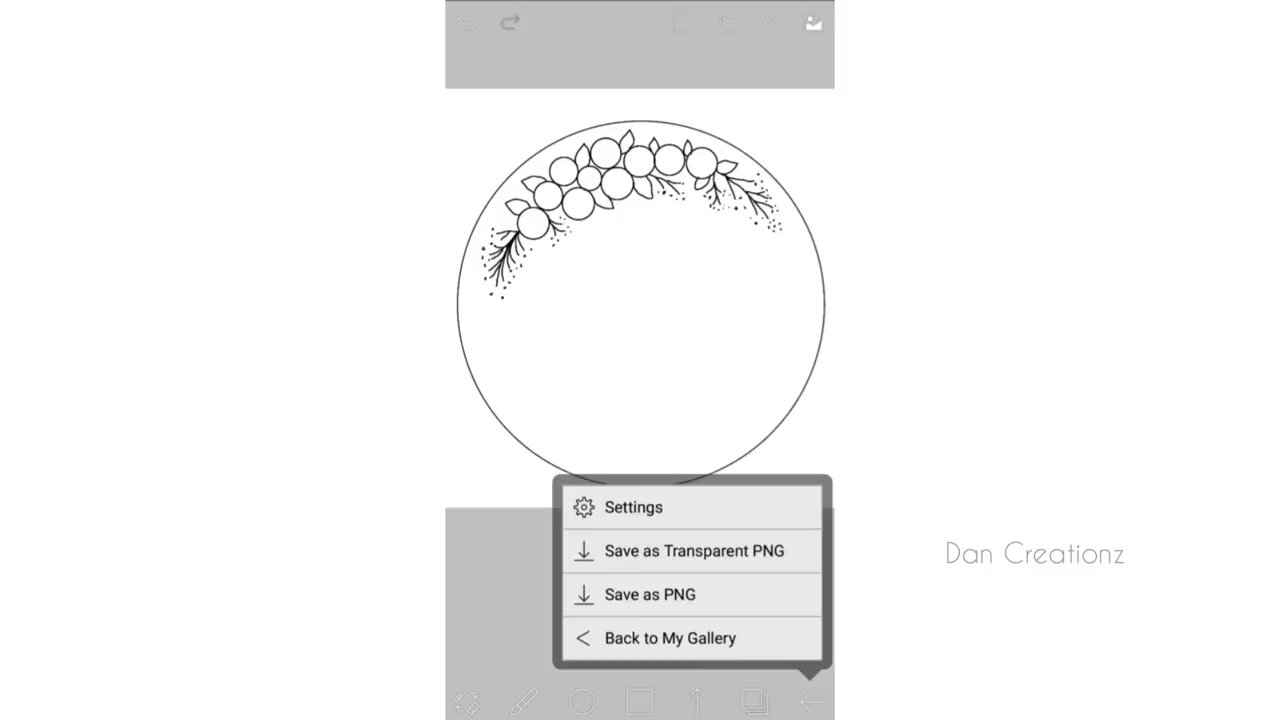 Settings
Save as Transparent PNG
Save as PNG
Back to My Gallery
Dan Creationz